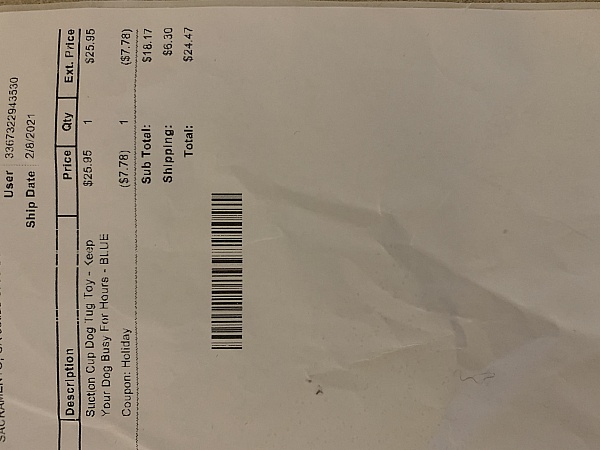 User 3367322943530
Ship Date 2/8/2021
Description Price Qty Ext. Price
Suction Cup Dog Tug Toy - Keep $25.95 1 $25.95
Your Dog Busy For Hours - BLUE
Coupon: Holiday ($7.78) 1 ($7.78)
Sub Total: $18.17
Shipping: $6.30
Total: $24.47